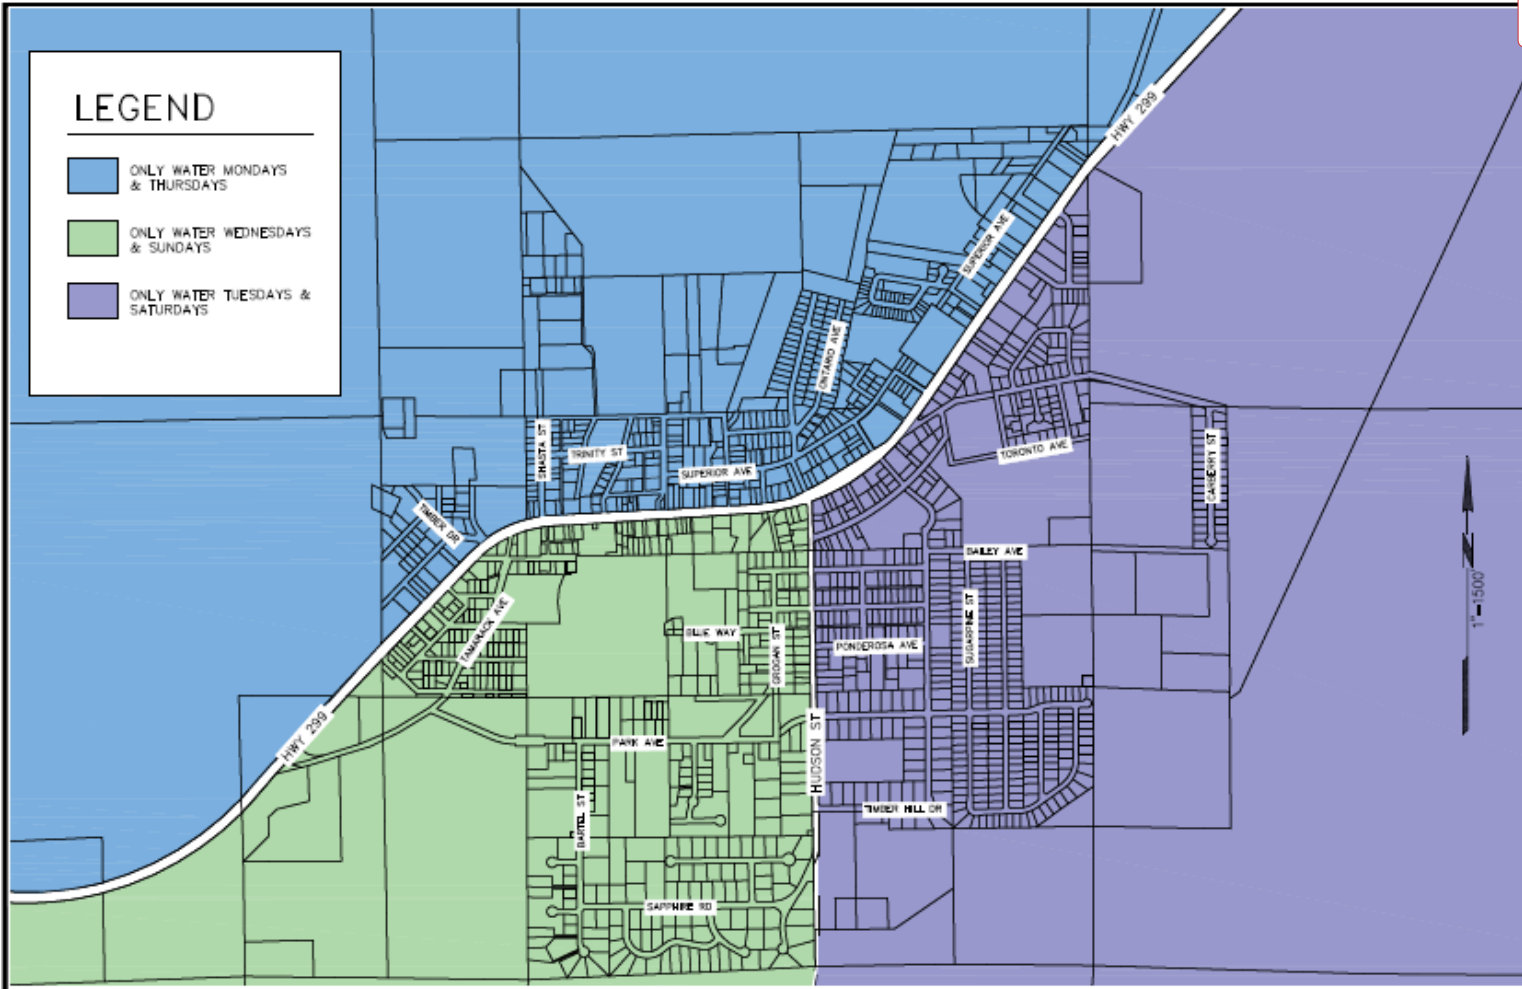 LEGEND
ONLY WATER MONDAYS
& THURSDAYS
ONLY WATER WEDNESDAYS
& SUNDAYS
ONLY WATER TUESDAYS &
SATURDAYS
HWY 299
SUPERIOR AVE
ONTARIO AVE
SHASTA ST
TRINITY ST
SUPERIOR AVE
TORONTO AVE
CARBERRY ST
TIMBER DR
BAILEY AVE
N
1"=1500'
TAMARACK AVE
BLUE WAY
GROGAN ST
PONDEROSA AVE
SUGARPINE ST
HWY 299
PARK AVE
HUDSON ST
BARTEL ST
TIMBER HILL DR
SAPPHIRE RD